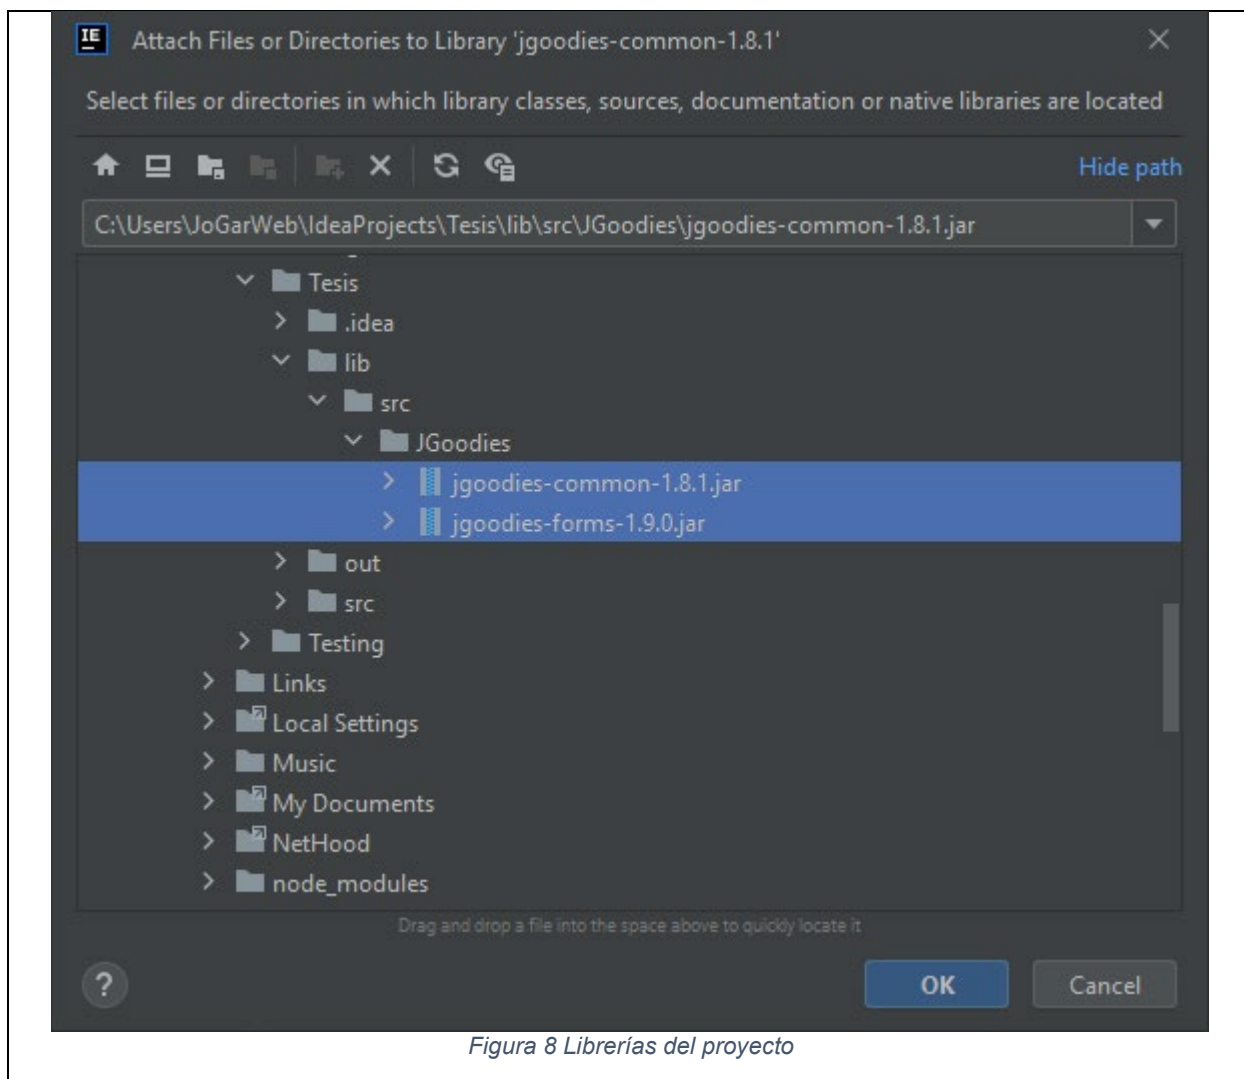 IE
Attach Files or Directories to Library 'jgoodies-common-1.8.1'
Select files or directories in which library classes, sources, documentation or native libraries are located
Hide path
C:\Users\JoGarWeb\IdeaProjects\Tesis\lib\src\JGoodies\jgoodies-common-1.8.1.jar
Tesis
.idea
lib
src
JGoodies
jgoodies-common-1.8.1.jar
jgoodies-forms-1.9.0.jar
out
src
Testing
Links
Local Settings
Music
My Documents
NetHood
node_modules
Drag and drop a file into the space above to quickly locate it
? OK Cancel
Figura 8 Librerías del proyecto